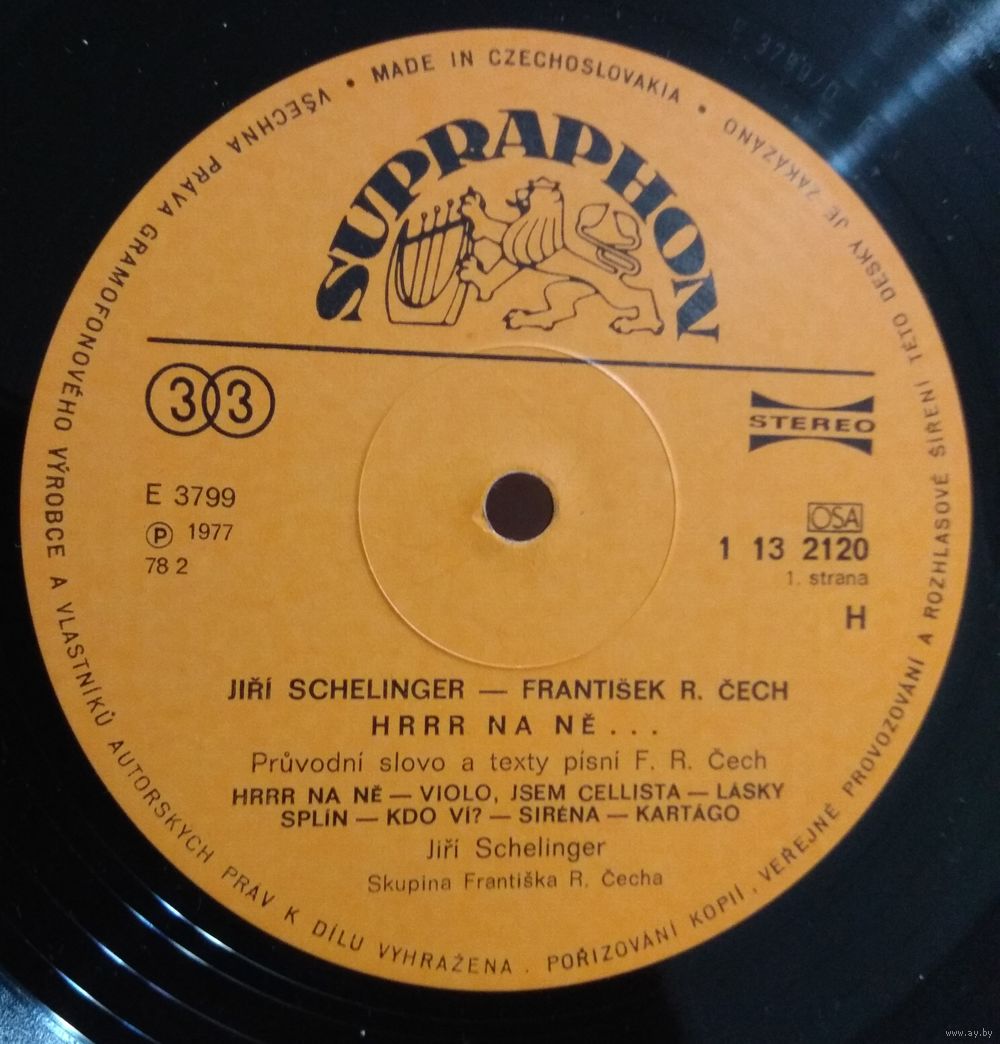 MADE IN CZECHOSLOVAKIA •
VŠECHNA PRÁVA GRAMOFONOVÉHO VÝROBCE A VLASTNÍKŮ AUTORSKÝCH PRÁV K DÍLU VYHRAŽENA . POŘIZOVÁNÍ KOPIÍ , VEŘEJNÉ PROVOZOVÁNÍ A ROZHLASOVÉ ŠÍŘENÍ TÉTO DESKY JE ZAKÁZÁNO •
SUPRAPHON
33
STEREO
E 3799
Ⓟ 1977
78 2
OSA
1 13 2120
1. strana
H
JIŘÍ SCHELINGER — FRANTIŠEK R. ČECH
HRRR NA NĚ...
Průvodní slovo a texty písní F. R. Čech
HRRR NA NĚ — VIOLO, JSEM CELLISTA — LÁSKY
SPLÍN — KDO VÍ? — SIRÉNA — KARTÁGO
Jiří Schelinger
Skupina Františka R. Čecha
www.ay.by